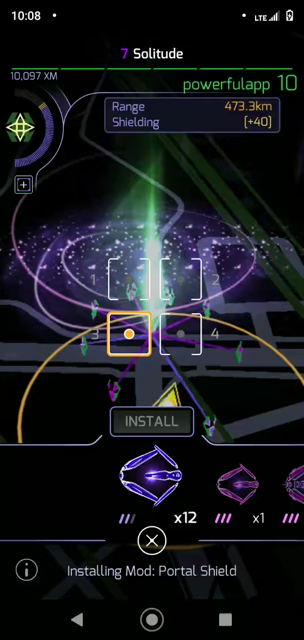 10:08
LTE
7 Solitude
10,097 XM
powerfulapp 10
Range 473.3km
Shielding [+40]
1 2
3 4
INSTALL
x12 x1
Installing Mod: Portal Shield